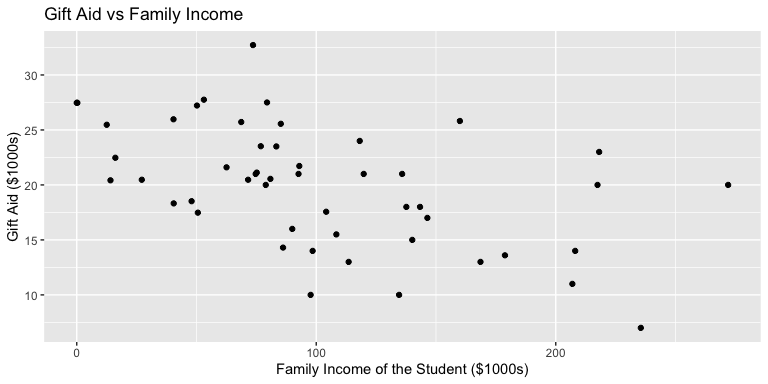 Gift Aid vs Family Income
30
25
20
15
10
Gift Aid ($1000s)
0 100 200
Family Income of the Student ($1000s)